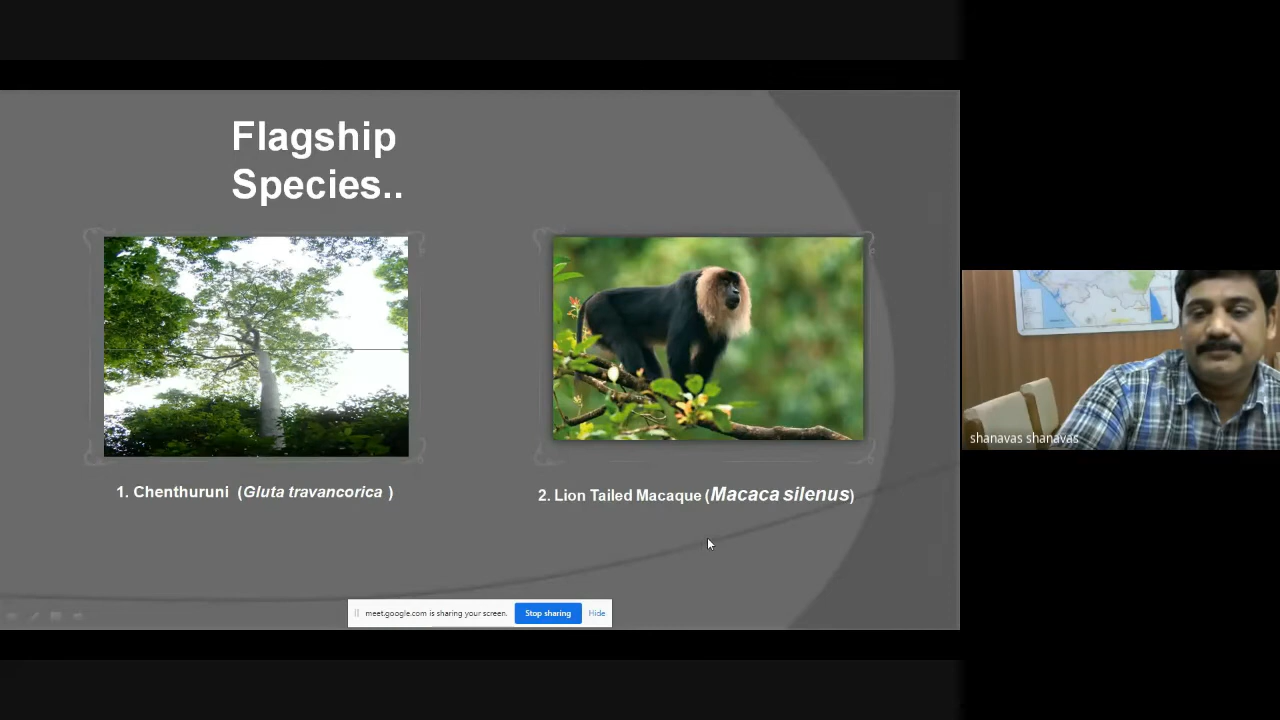 Flagship
Species..
1. Chenthuruni (Gluta travancorica )
2. Lion Tailed Macaque (Macaca silenus)
shanavas shanavas
meet.google.com is sharing your screen.
Stop sharing
Hide